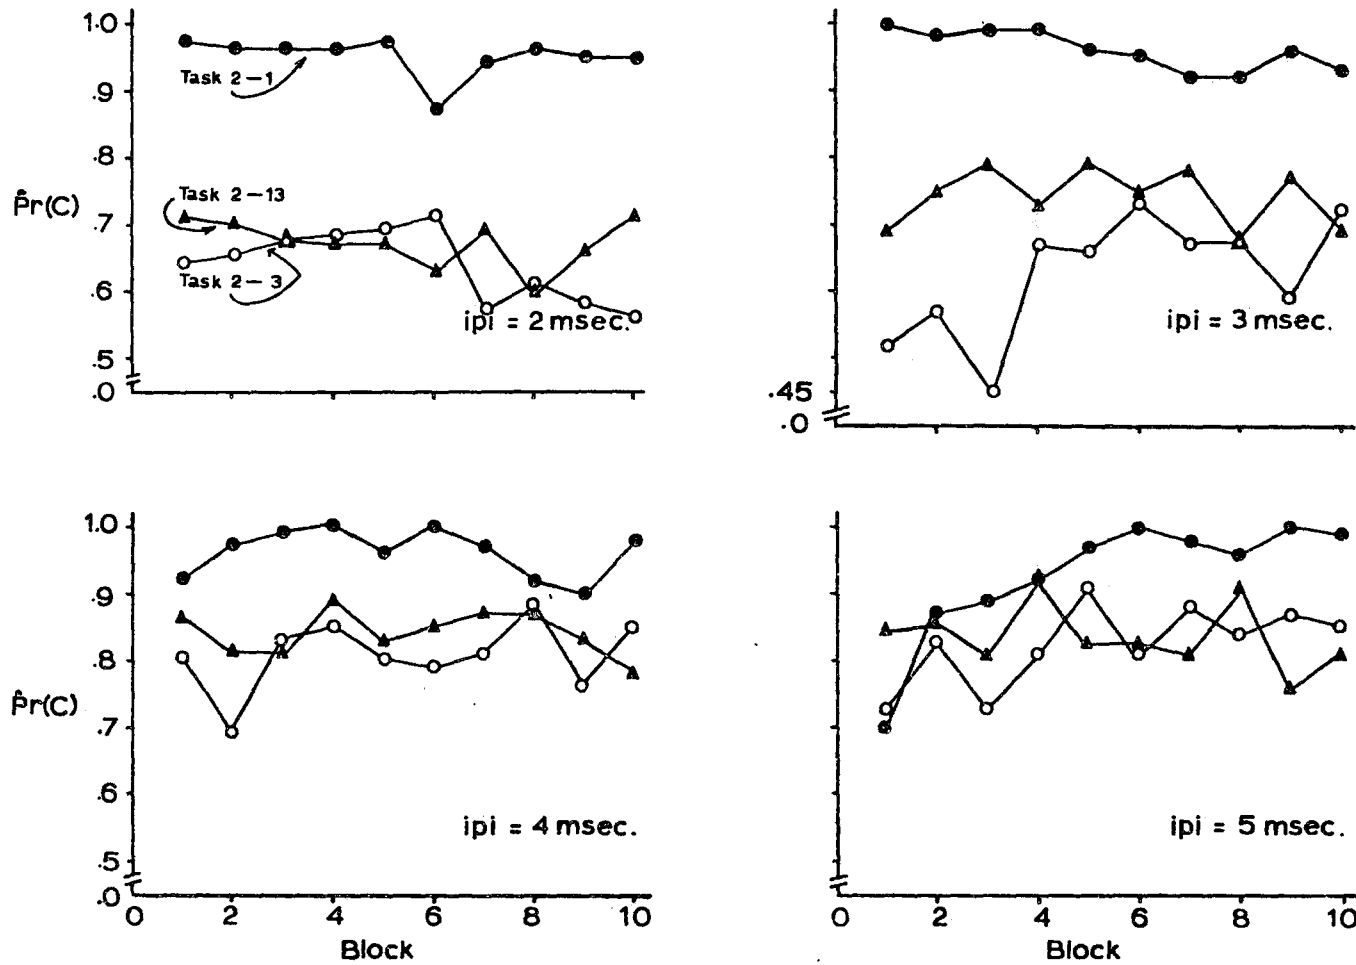 1.0
.9
.8
.7
.6
.5
.0
P̂r(C)
Task 2-1
Task 2-13
Task 2-3
ipi = 2 msec.
.45
.0
ipi = 3 msec.
1.0
.9
.8
.7
.6
.5
.0
P̂r(C)
ipi = 4 msec.
0 2 4 6 8 10
Block
ipi = 5 msec.
0 2 4 6 8 10
Block